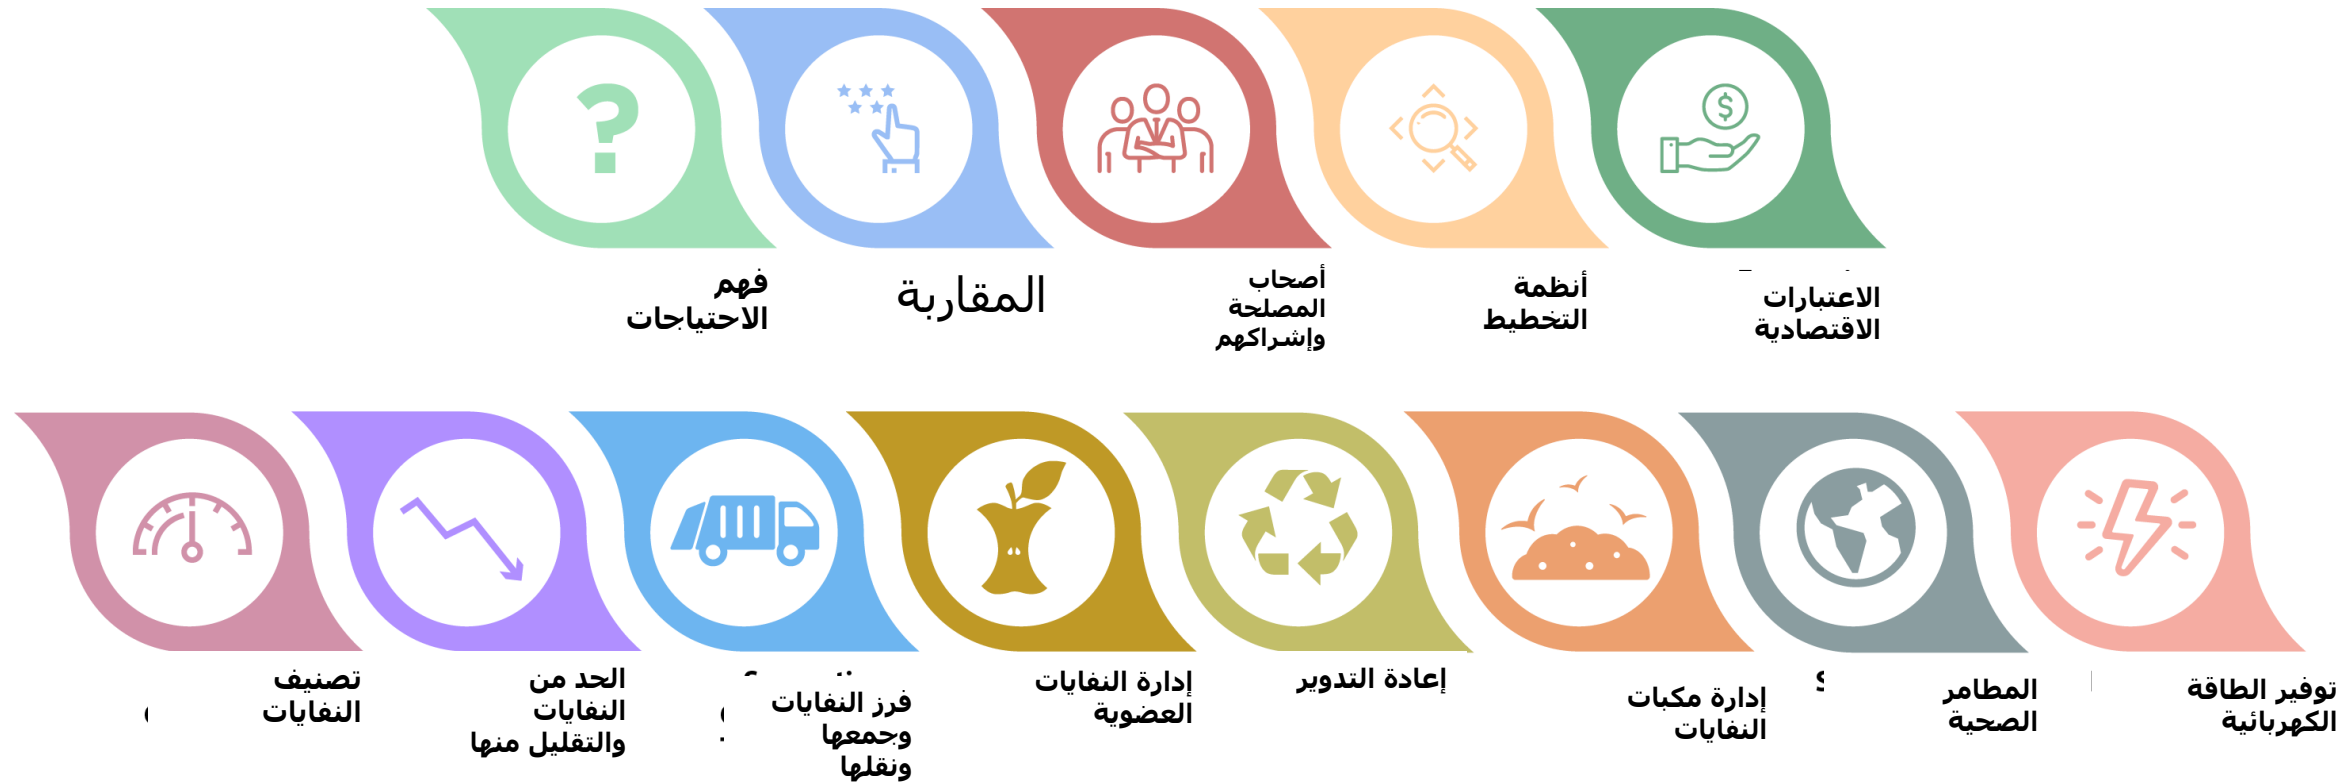 فهم
الاحتياجات
المقاربة
أصحاب
المصلحة
وإشراكهم
أنظمة
التخطيط
الاعتبارات
الاقتصادية
تصنيف
النفايات
الحد من
النفايات
والتقليل منها
فرز النفايات
وجمعها
ونقلها
إدارة النفايات
العضوية
إعادة التدوير
إدارة مكبات
النفايات
المطامر
الصحية
توفير الطاقة
الكهربائية